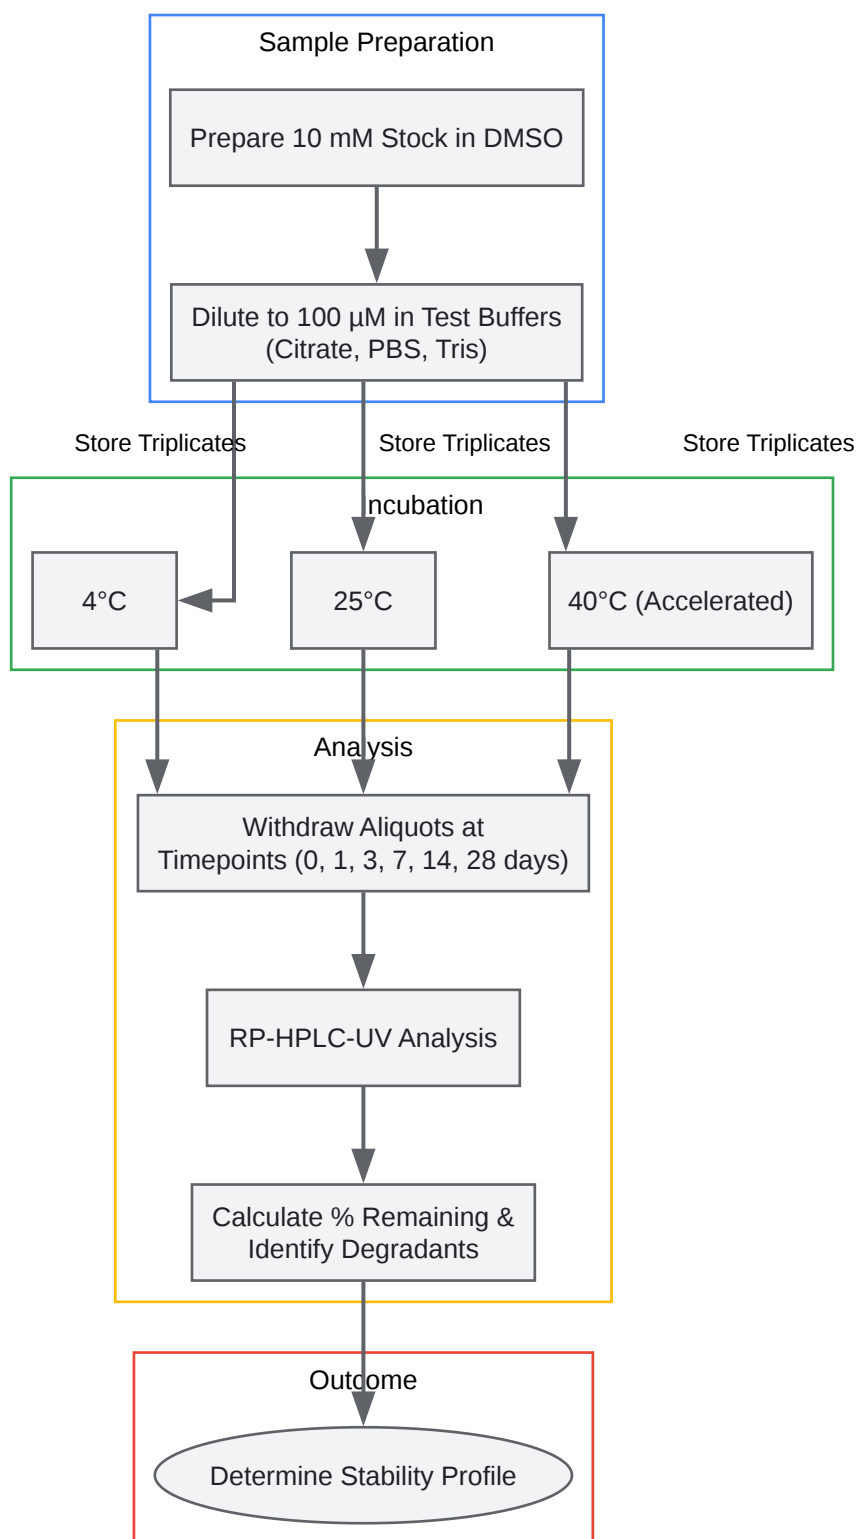 Sample Preparation
Prepare 10 mM Stock in DMSO
Dilute to 100 µM in Test Buffers
(Citrate, PBS, Tris)
Store Triplicates
Store Triplicates
Store Triplicates
Incubation
4°C
25°C
40°C (Accelerated)
Analysis
Withdraw Aliquots at
Timepoints (0, 1, 3, 7, 14, 28 days)
RP-HPLC-UV Analysis
Calculate % Remaining &
Identify Degradants
Outcome
Determine Stability Profile